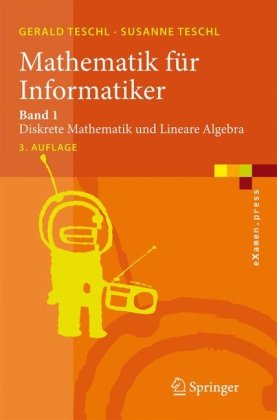 GERALD TESCHL · SUSANNE TESCHL
Mathematik für
Informatiker
Band 1
Diskrete Mathematik und Lineare Algebra
3. AUFLAGE
eXamen.press
Springer